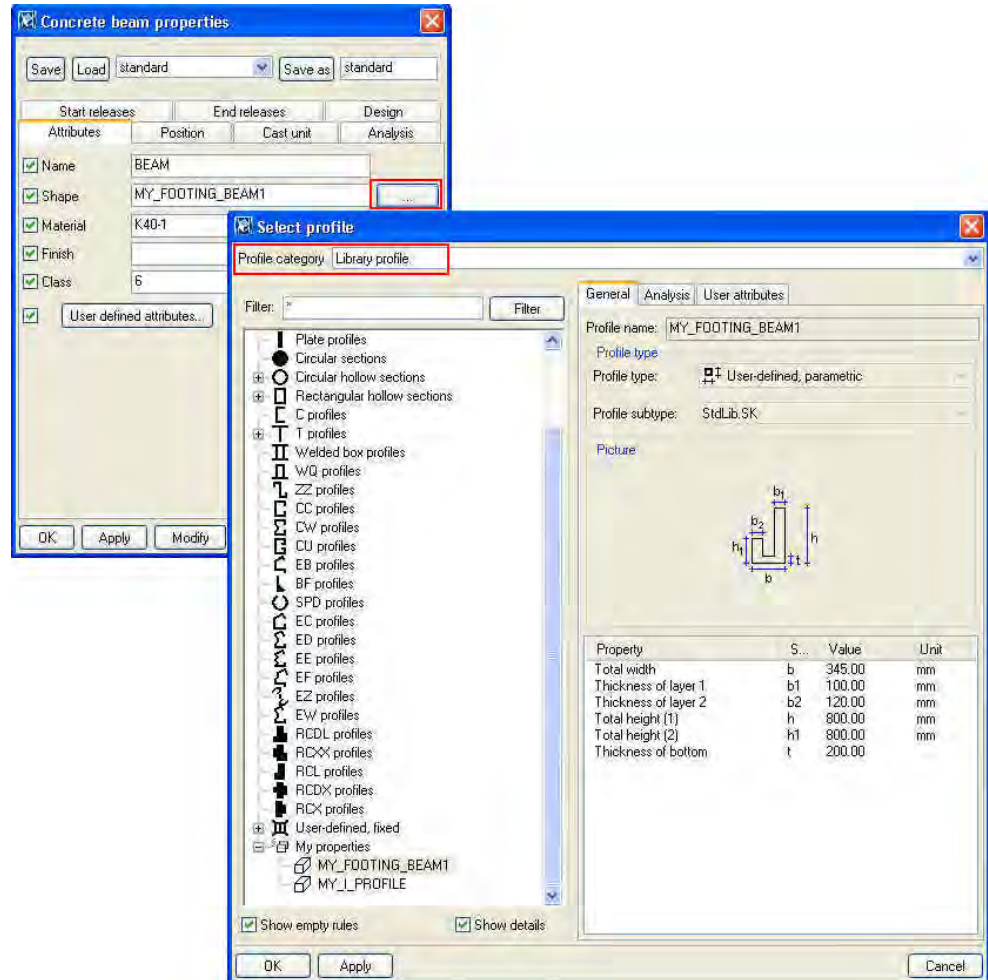 Concrete beam properties
Save Load standard Save as standard
Start releases End releases Design
Attributes Position Cast unit Analysis
Name BEAM
Shape MY_FOOTING_BEAM1 ...
Material K40-1
Finish
Class 6
User defined attributes...
OK Apply Modify
Select profile
Profile category Library profile
Filter: * Filter
Plate profiles
Circular sections
Circular hollow sections
Rectangular hollow sections
C profiles
T profiles
Welded box profiles
WQ profiles
ZZ profiles
CC profiles
CW profiles
CU profiles
EB profiles
BF profiles
SPD profiles
EC profiles
ED profiles
EE profiles
EF profiles
EZ profiles
EW profiles
RCDL profiles
RCXX profiles
RCL profiles
RCDX profiles
RCX profiles
User-defined, fixed
My properties
MY_FOOTING_BEAM1
MY_I_PROFILE
Show empty rules Show details
General Analysis User attributes
Profile name: MY_FOOTING_BEAM1
Profile type
Profile type: User-defined, parametric
Profile subtype: StdLib.SK
Picture
b1
b2
h1 t h
b
Property S... Value Unit
Total width b 345.00 mm
Thickness of layer 1 b1 100.00 mm
Thickness of layer 2 b2 120.00 mm
Total height (1) h 800.00 mm
Total height (2) h1 800.00 mm
Thickness of bottom t 200.00
OK Apply Cancel